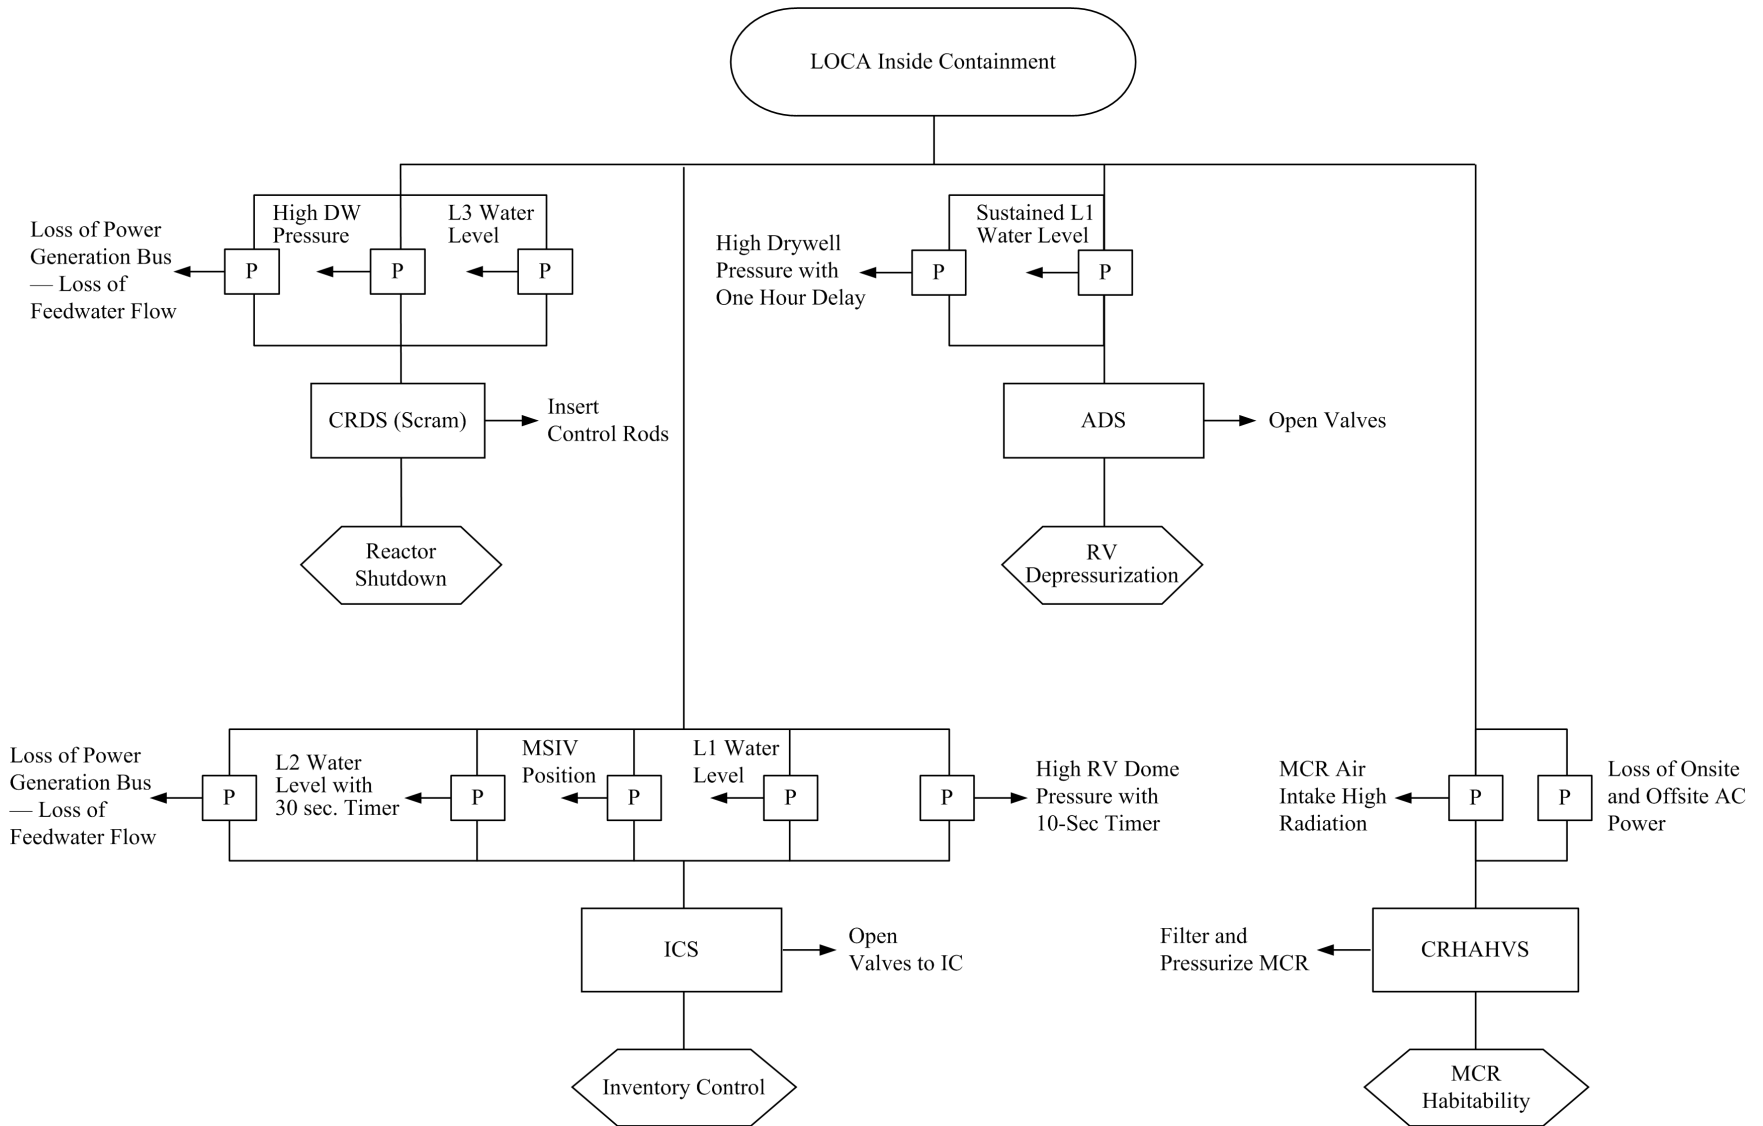 LOCA Inside Containment
Loss of Power
Generation Bus
— Loss of
Feedwater Flow
P
High DW
Pressure
P
L3 Water
Level
P
High Drywell
Pressure with
One Hour Delay
P
Sustained L1
Water Level
P
CRDS (Scram)
Insert
Control Rods
ADS
Open Valves
Reactor
Shutdown
RV
Depressurization
Loss of Power
Generation Bus
— Loss of
Feedwater Flow
P
L2 Water
Level with
30 sec. Timer
P
MSIV
Position
P
L1 Water
Level
P
P
High RV Dome
Pressure with
10-Sec Timer
MCR Air
Intake High
Radiation
P
P
Loss of Onsite
and Offsite AC
Power
ICS
Open
Valves to IC
Filter and
Pressurize MCR
CRHAHVS
Inventory Control
MCR
Habitability